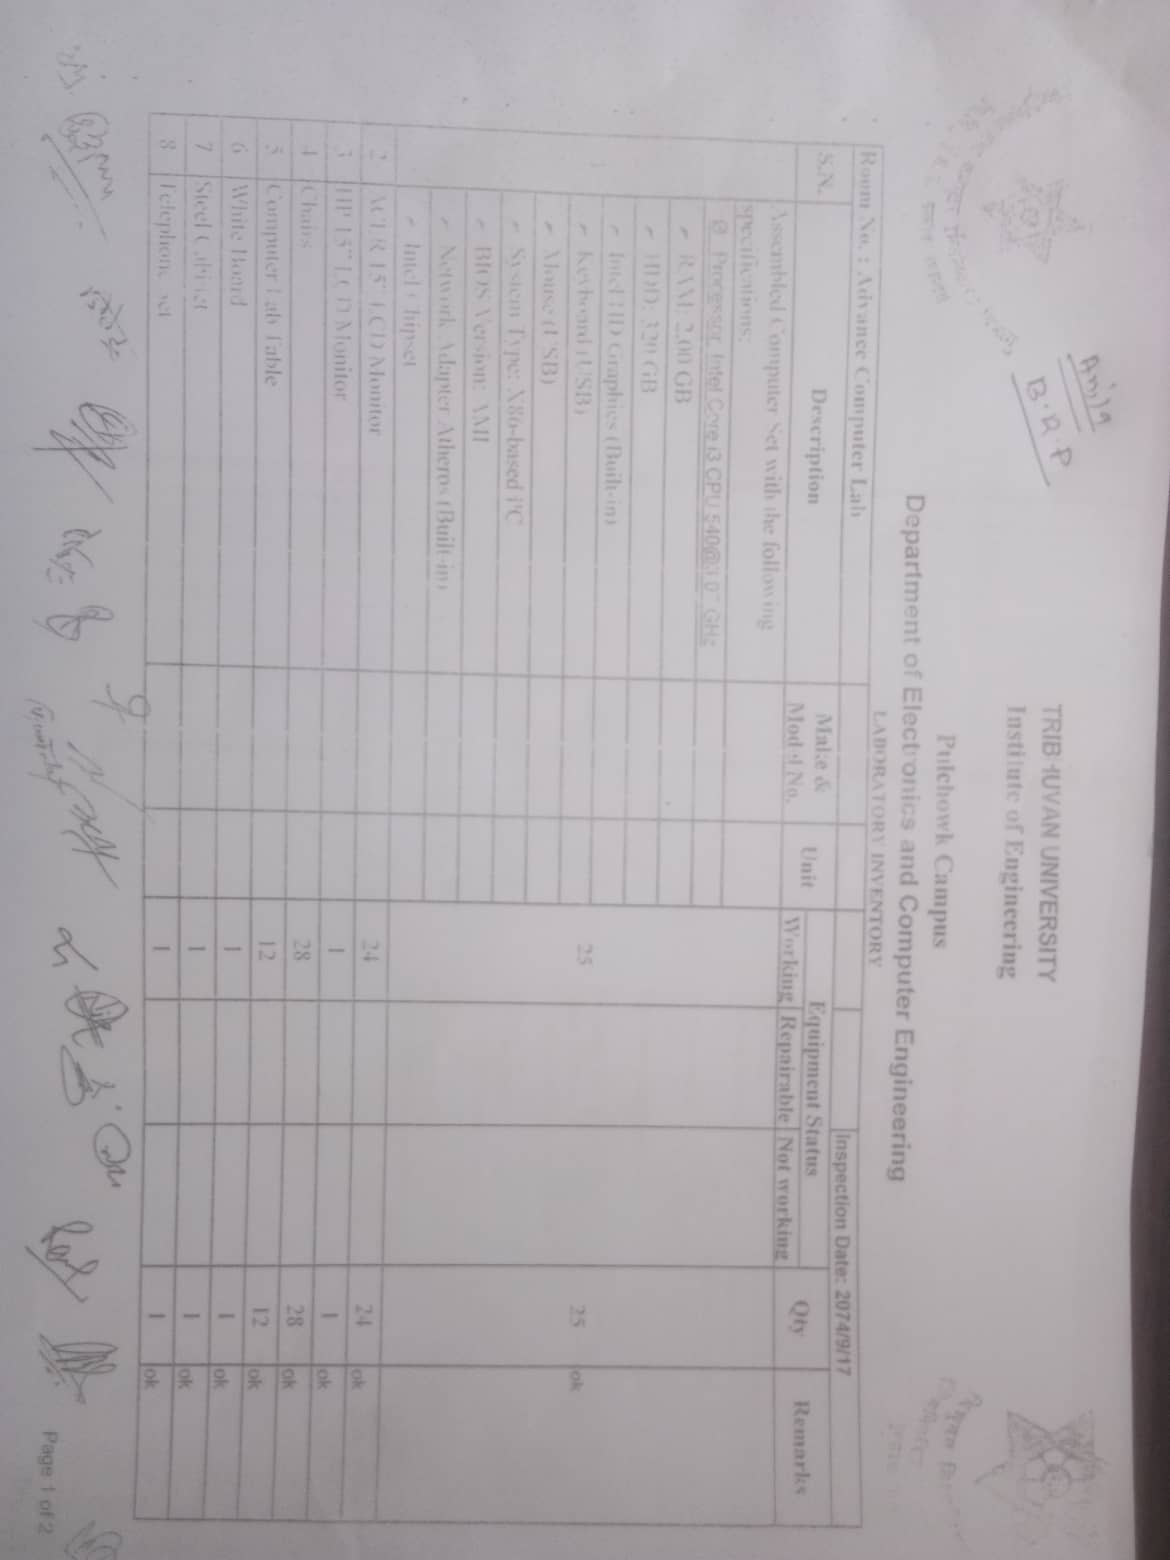 Anila
B.R.P
TRIBHUVAN UNIVERSITY
Institute of Engineering
Pulchowk Campus
Department of Electronics and Computer Engineering
LABORATORY INVENTORY
Room No. : Advance Computer Lab Inspection Date: 2074/9/17
S.N. Description Make & Model No. Unit Equipment Status Qty Remarks
Working Repairable Not working
Assembled Computer Set with the following
specifications:
Processor Intel Core i3 CPU 540@3.07 GHz
RAM: 2.00 GB
HDD: 320 GB
Intel HD Graphics (Built-in)
Keyboard (USB) 25 25 ok
Mouse (USB)
System Type: X86-based PC
BIOS Version: AMI
Network Adapter Atheros (Built-in)
Intel Chipset
2 ACER 15" LCD Monitor 24 24 ok
3 HP 15" LCD Monitor 1 1 ok
4 Chairs 28 28 ok
5 Computer Lab Table 12 12 ok
6 White Board 1 1 ok
7 Steel Cabinet 1 1 ok
8 Telephone set 1 1 ok
Page 1 of 2